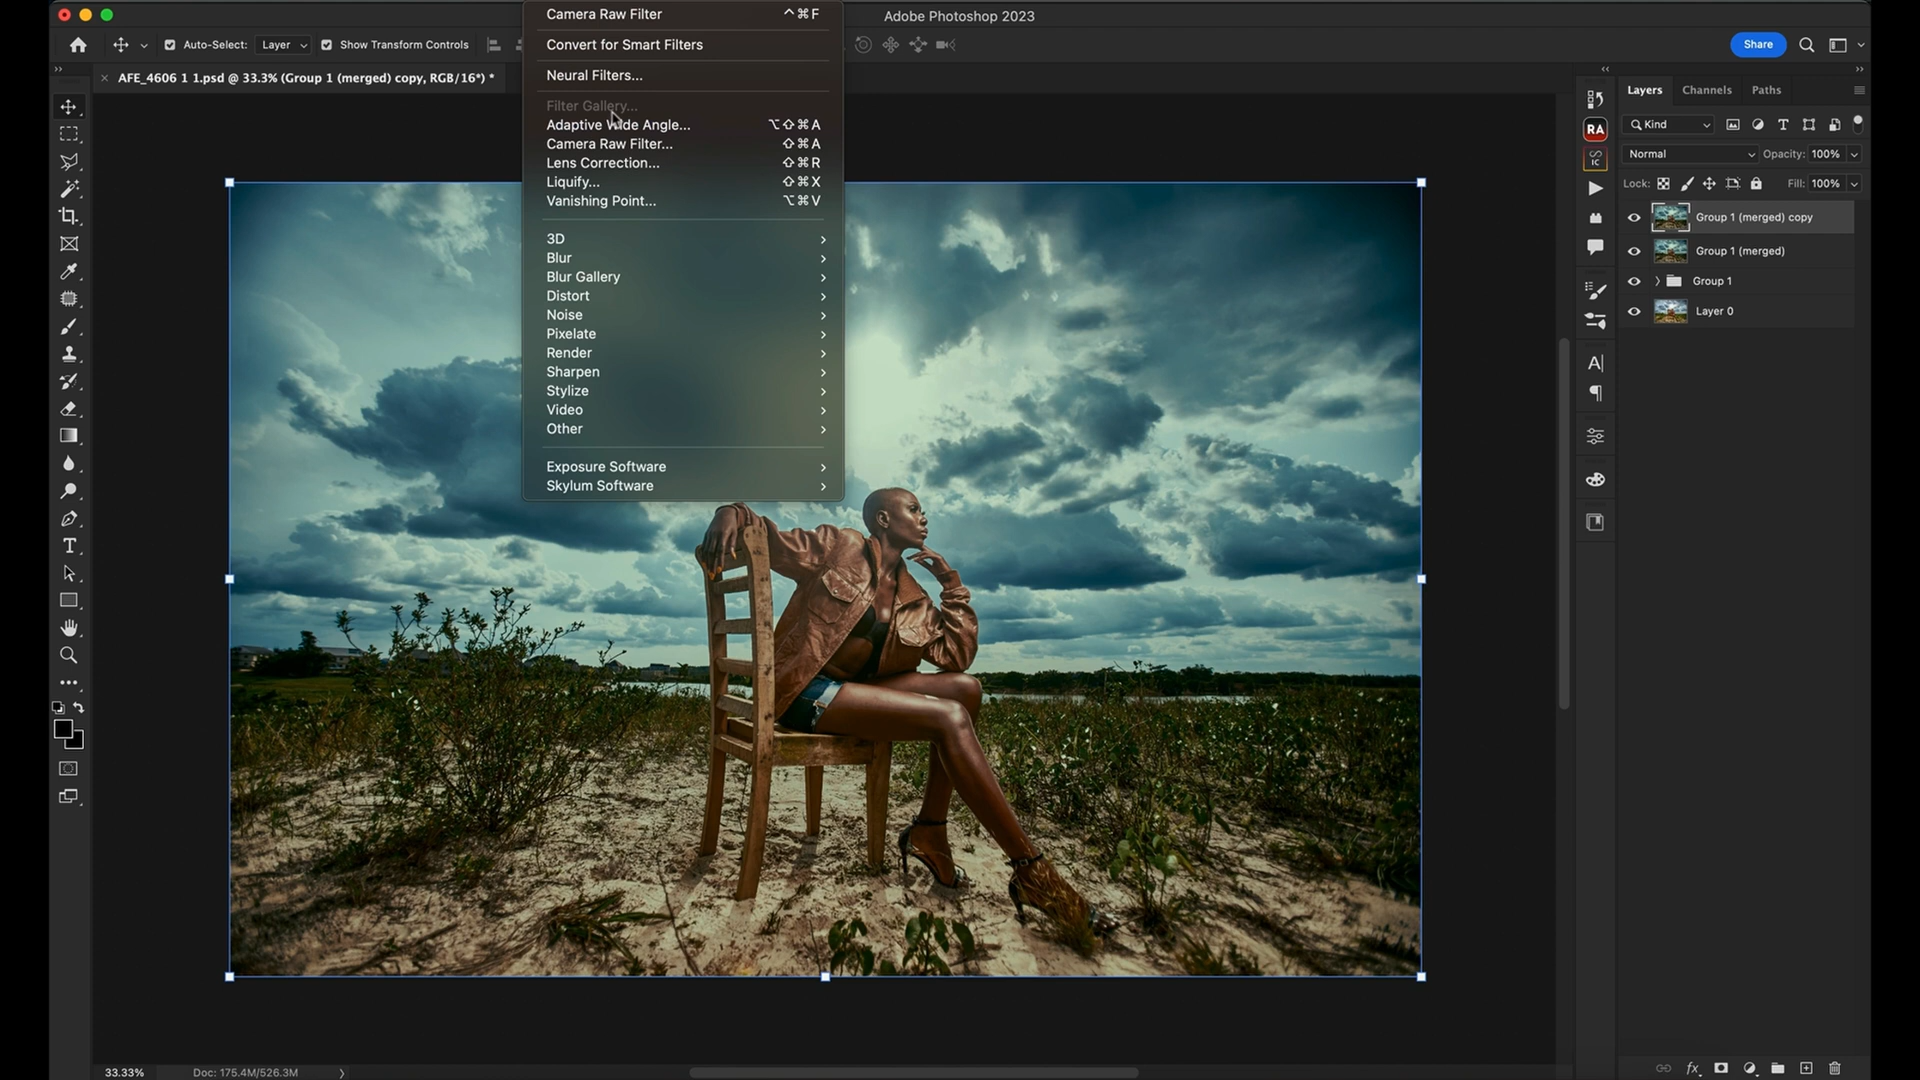 Adobe Photoshop 2023
Auto-Select:
Layer
Show Transform Controls
Share
AFE_4606 1 1.psd @ 33.3% (Group 1 (merged) copy, RGB/16*) *
Camera Raw Filter ⌃⌘F
Convert for Smart Filters
Neural Filters...
Filter Gallery...
Adaptive Wide Angle... ⌥⇧⌘A
Camera Raw Filter... ⇧⌘A
Lens Correction... ⇧⌘R
Liquify... ⇧⌘X
Vanishing Point... ⌥⌘V
3D
Blur
Blur Gallery
Distort
Noise
Pixelate
Render
Sharpen
Stylize
Video
Other
Exposure Software
Skylum Software
RA
IC
Layers
Channels
Paths
Kind
Normal
Opacity: 100%
Lock:
Fill: 100%
Group 1 (merged) copy
Group 1 (merged)
Group 1
Layer 0
33.33%
Doc: 175.4M/526.3M
fx